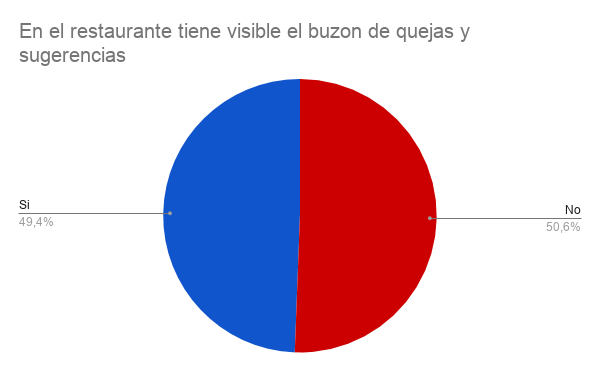 En el restaurante tiene visible el buzon de quejas y
sugerencias
Si
49,4%
No
50,6%